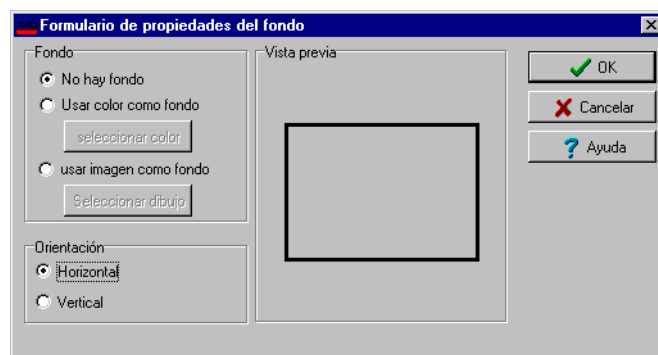 Formulario de propiedades del fondo
Fondo
No hay fondo
Usar color como fondo
seleccionar color
usar imagen como fondo
Seleccionar dibujo
Orientación
Horizontal
Vertical
Vista previa
OK
Cancelar
Ayuda